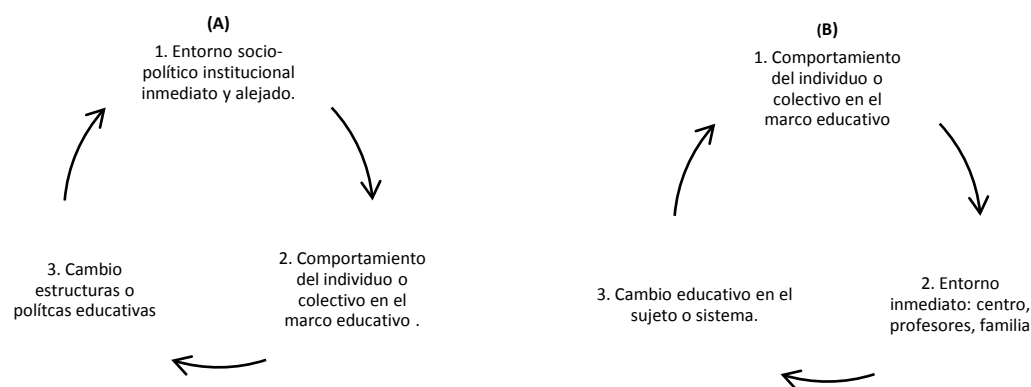 (A)
1. Entorno socio-
político institucional
inmediato y alejado.
2. Comportamiento
del individuo o
colectivo en el
marco educativo .
3. Cambio
estructuras o
polítcas educativas
(B)
1. Comportamiento
del individuo o
colectivo en el
marco educativo
2. Entorno
inmediato: centro,
profesores, familia
3. Cambio educativo en el
sujeto o sistema.